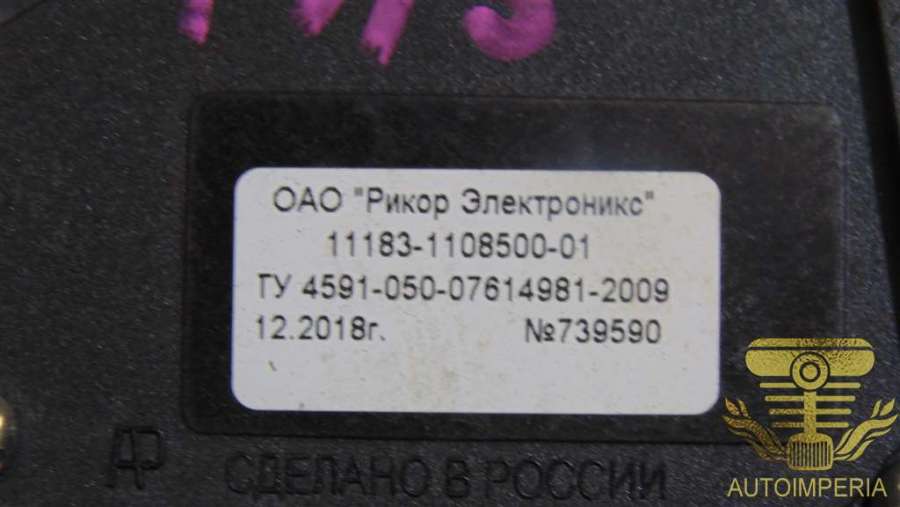 ОАО "Рикор Электроникс"
11183-1108500-01
ТУ 4591-050-07614981-2009
12.2018г. №739590
СДЕЛАНО В РОССИИ
AUTOIMPERIA